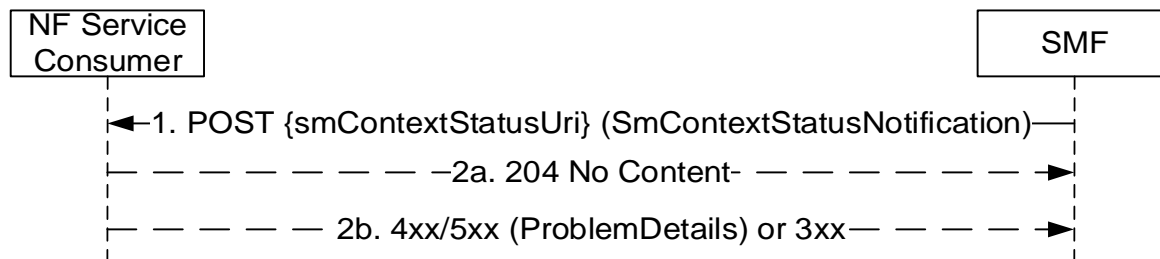 NF Service
Consumer
SMF
1. POST {smContextStatusUri} (SmContextStatusNotification)
2a. 204 No Content
2b. 4xx/5xx (ProblemDetails) or 3xx